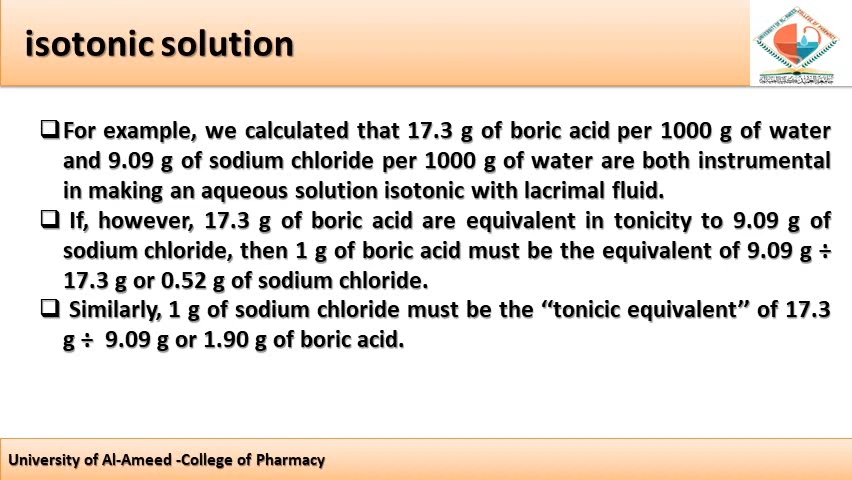 isotonic solution
❑For example, we calculated that 17.3 g of boric acid per 1000 g of water
and 9.09 g of sodium chloride per 1000 g of water are both instrumental
in making an aqueous solution isotonic with lacrimal fluid.
❑ If, however, 17.3 g of boric acid are equivalent in tonicity to 9.09 g of
sodium chloride, then 1 g of boric acid must be the equivalent of 9.09 g ÷
17.3 g or 0.52 g of sodium chloride.
❑ Similarly, 1 g of sodium chloride must be the ‘‘tonicic equivalent’’ of 17.3
g ÷ 9.09 g or 1.90 g of boric acid.
University of Al-Ameed -College of Pharmacy